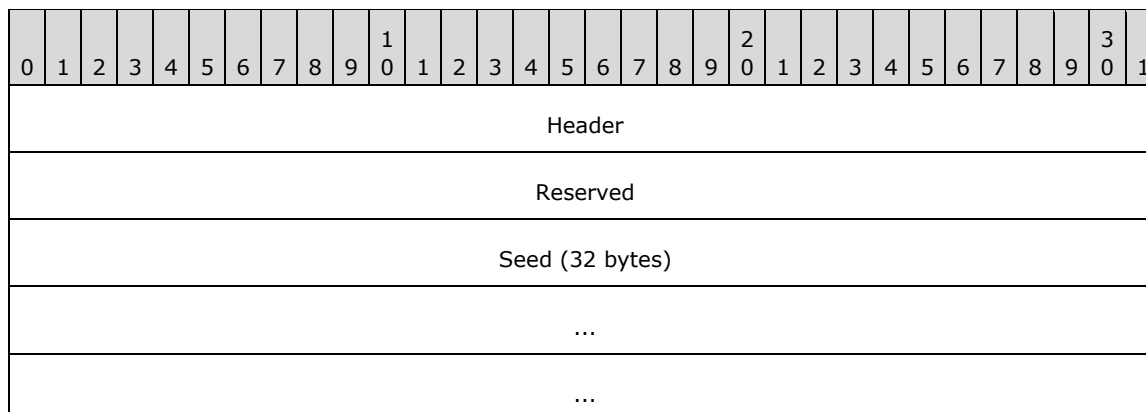 1 2 3
0 1 2 3 4 5 6 7 8 9 0 1 2 3 4 5 6 7 8 9 0 1 2 3 4 5 6 7 8 9 0 1
Header
Reserved
Seed (32 bytes)
...
...